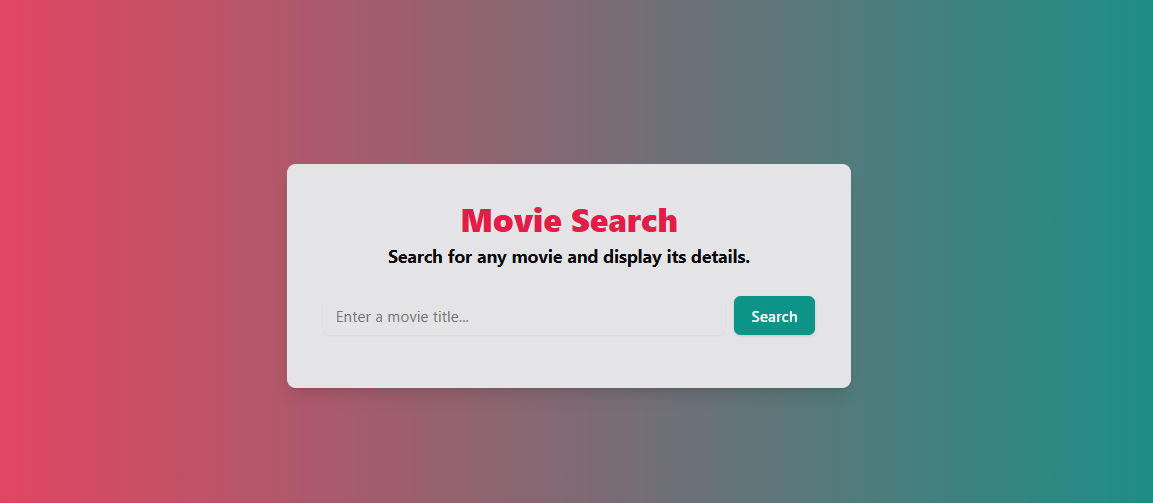 Movie Search
Search for any movie and display its details.
Enter a movie title...
Search